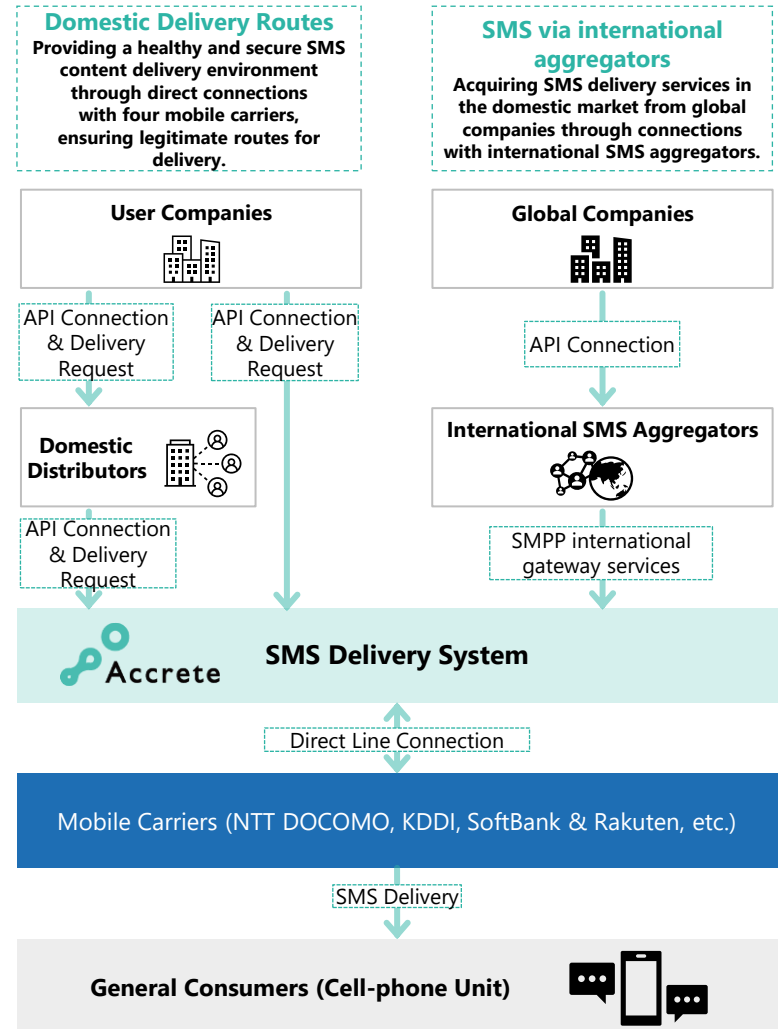 Domestic Delivery Routes
Providing a healthy and secure SMS
content delivery environment
through direct connections
with four mobile carriers,
ensuring legitimate routes for
delivery.
SMS via international
aggregators
Acquiring SMS delivery services in
the domestic market from global
companies through connections
with international SMS aggregators.
User Companies
Global Companies
API Connection
& Delivery
Request
API Connection
& Delivery
Request
API Connection
Domestic
Distributors
International SMS Aggregators
API Connection
& Delivery
Request
SMPP international
gateway services
Accrete
SMS Delivery System
Direct Line Connection
Mobile Carriers (NTT DOCOMO, KDDI, SoftBank & Rakuten, etc.)
SMS Delivery
General Consumers (Cell-phone Unit)